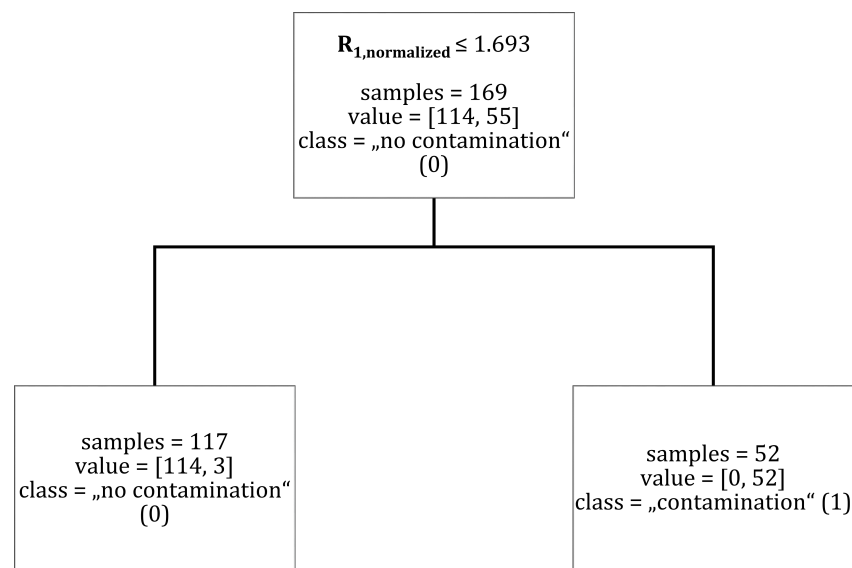 R1,normalized ≤ 1.693
samples = 169
value = [114, 55]
class = „no contamination“
(0)
samples = 117
value = [114, 3]
class = „no contamination“
(0)
samples = 52
value = [0, 52]
class = „contamination“ (1)